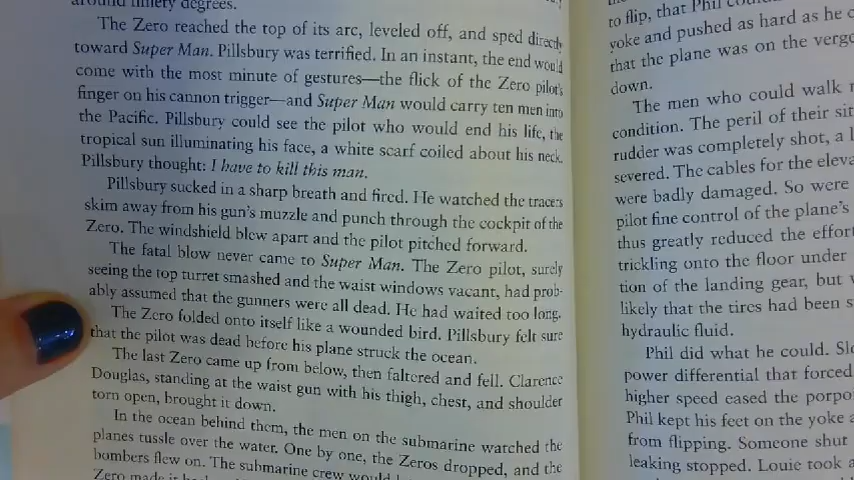 around ninety degrees.
The Zero reached the top of its arc, leveled off, and sped directly
toward Super Man. Pillsbury was terrified. In an instant, the end would
come with the most minute of gestures—the flick of the Zero pilot's
finger on his cannon trigger—and Super Man would carry ten men into
the Pacific. Pillsbury could see the pilot who would end his life, the
tropical sun illuminating his face, a white scarf coiled about his neck.
Pillsbury thought: I have to kill this man.
Pillsbury sucked in a sharp breath and fired. He watched the tracers
skim away from his gun's muzzle and punch through the cockpit of the
Zero. The windshield blew apart and the pilot pitched forward.
The fatal blow never came to Super Man. The Zero pilot, surely
seeing the top turret smashed and the waist windows vacant, had prob-
ably assumed that the gunners were all dead. He had waited too long.
The Zero folded onto itself like a wounded bird. Pillsbury felt sure
that the pilot was dead before his plane struck the ocean.
The last Zero came up from below, then faltered and fell. Clarence
Douglas, standing at the waist gun with his thigh, chest, and shoulder
torn open, brought it down.
In the ocean behind them, the men on the submarine watched the
planes tussle over the water. One by one, the Zeros dropped, and the
bombers flew on. The submarine crew would
Zero made it
to flip, that Phil
yoke and pushed as hard as he c
that the plane was on the verge
down.
The men who could walk
condition. The peril of their sit
rudder was completely shot, a l
severed. The cables for the eleva
were badly damaged. So were
pilot fine control of the plane's
thus greatly reduced the effort
trickling onto the floor under
tion of the landing gear, but
likely that the tires had been s
hydraulic fluid.
Phil did what he could. Slo
power differential that forced
higher speed eased the porpo
Phil kept his feet on the yoke a
from flipping. Someone shut
leaking stopped. Louie took a